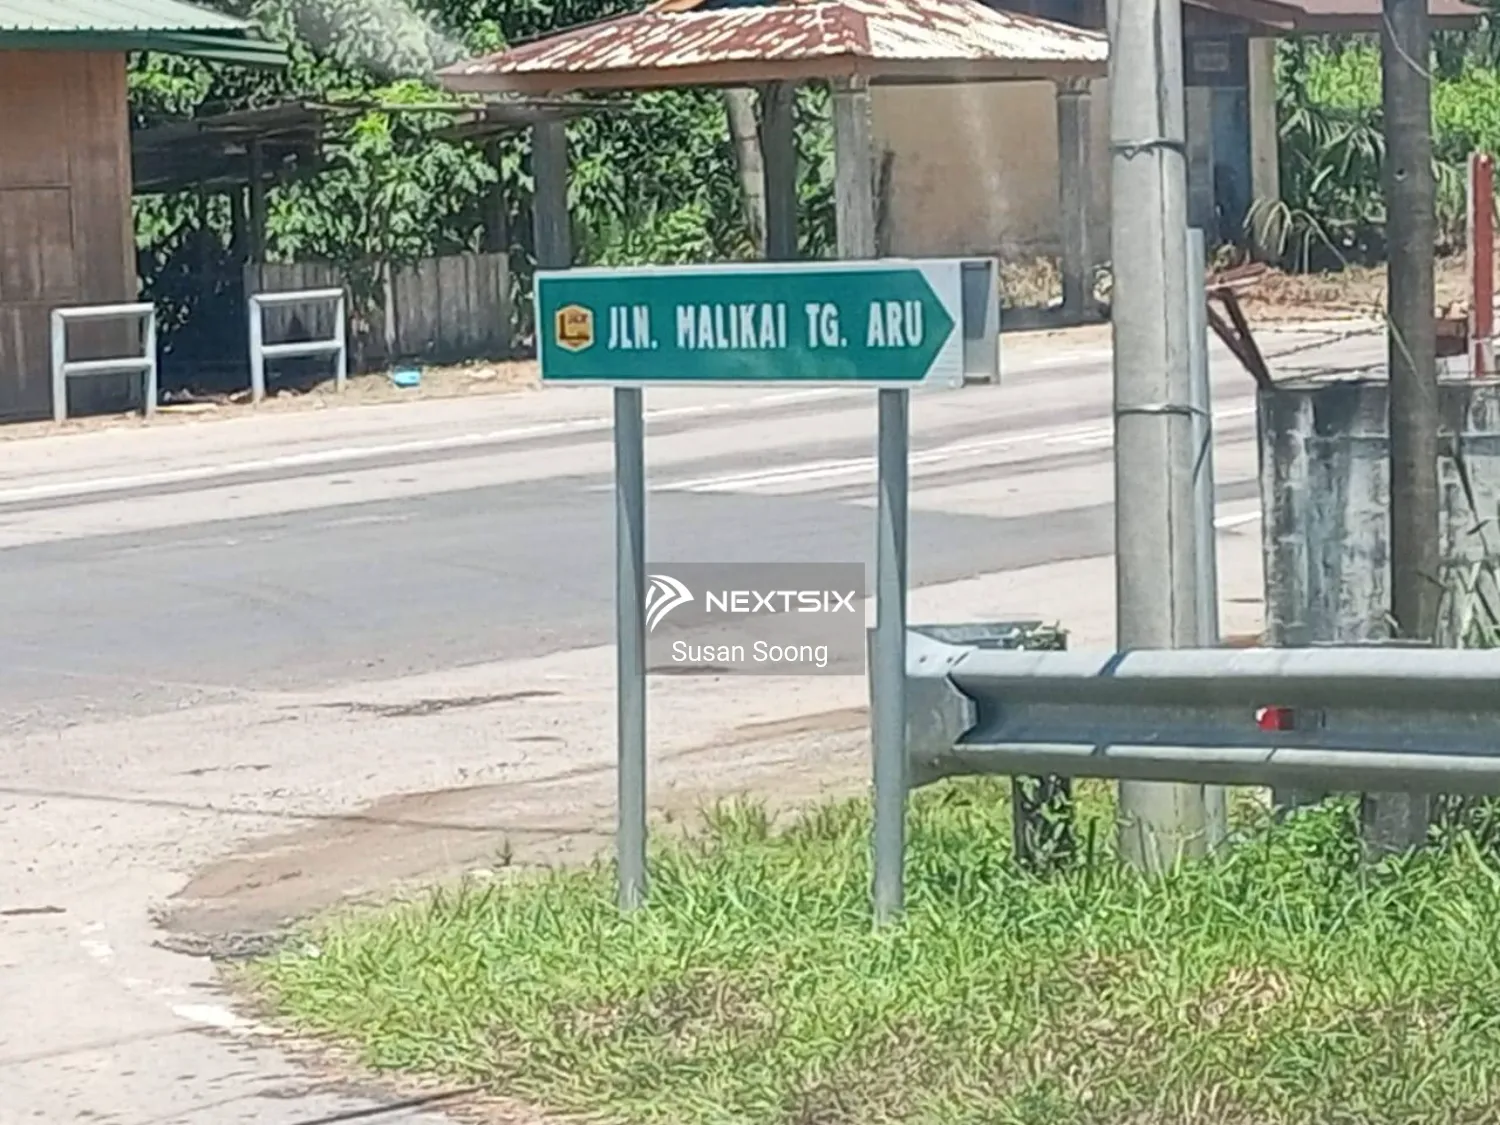 JLN. MALIKAI TG. ARU
NEXTSIX
Susan Soong